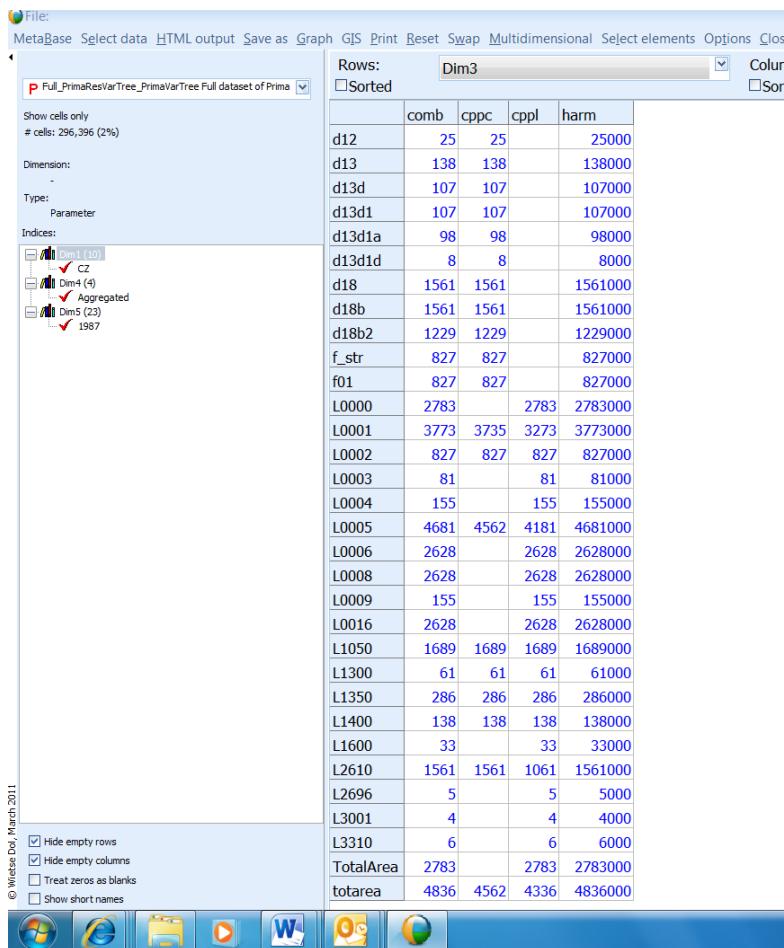 File:
MetaBase Select data HTML output Save as Graph GIS Print Reset Swap Multidimensional Select elements Options Clos
P Full_PrimaResVarTree_PrimaVarTree Full dataset of Prima
Show cells only
# cells: 296,396 (2%)
Dimension:
-
Type:
Parameter
Indices:
Dim1 (10)
CZ
Dim4 (4)
Aggregated
Dim5 (23)
1987
Hide empty rows
Hide empty columns
Treat zeros as blanks
Show short names
© Wietse Dol, March 2011
Rows: Dim3 Colur
Sorted Sor
comb cppc cppl harm
d12 25 25 25000
d13 138 138 138000
d13d 107 107 107000
d13d1 107 107 107000
d13d1a 98 98 98000
d13d1d 8 8 8000
d18 1561 1561 1561000
d18b 1561 1561 1561000
d18b2 1229 1229 1229000
f_str 827 827 827000
f01 827 827 827000
L0000 2783 2783 2783000
L0001 3773 3735 3273 3773000
L0002 827 827 827 827000
L0003 81 81 81000
L0004 155 155 155000
L0005 4681 4562 4181 4681000
L0006 2628 2628 2628000
L0008 2628 2628 2628000
L0009 155 155 155000
L0016 2628 2628 2628000
L1050 1689 1689 1689 1689000
L1300 61 61 61 61000
L1350 286 286 286 286000
L1400 138 138 138 138000
L1600 33 33 33000
L2610 1561 1561 1061 1561000
L2696 5 5 5000
L3001 4 4 4000
L3310 6 6 6000
TotalArea 2783 2783 2783000
totarea 4836 4562 4336 4836000